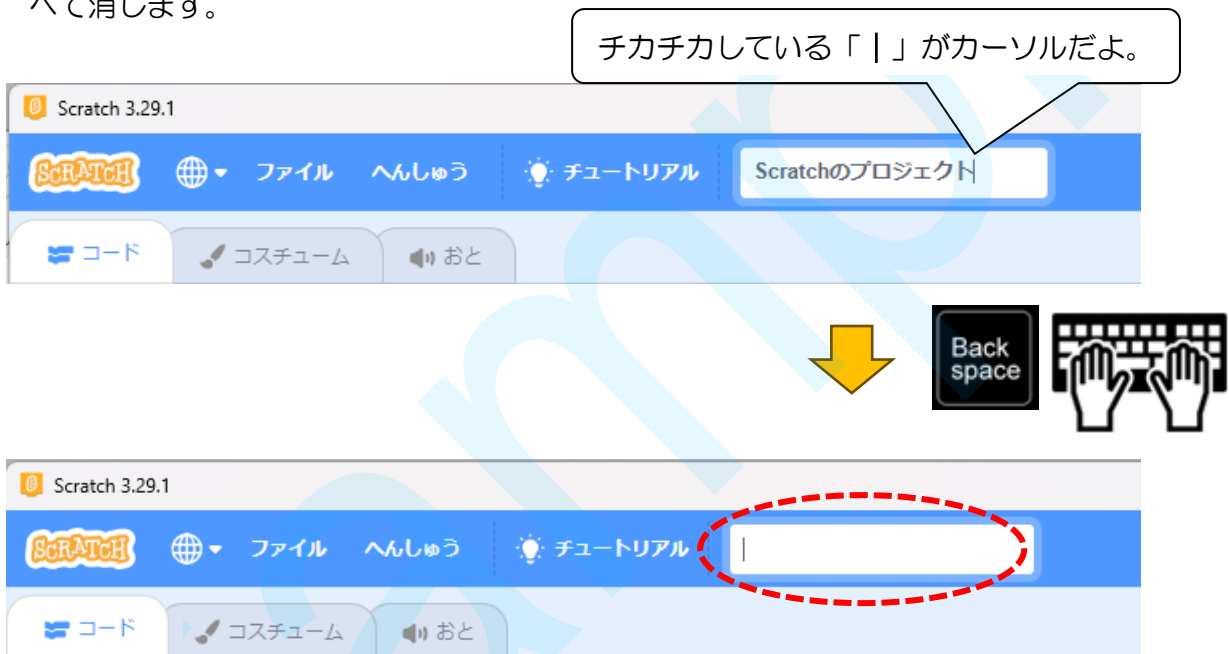 べて消します。
チカチカしている「|」がカーソルだよ。
Scratch 3.29.1
SCRATCH ファイル へんしゅう チュートリアル Scratchのプロジェクト
コード コスチューム おと
Back
space
Scratch 3.29.1
SCRATCH ファイル へんしゅう チュートリアル
コード コスチューム おと